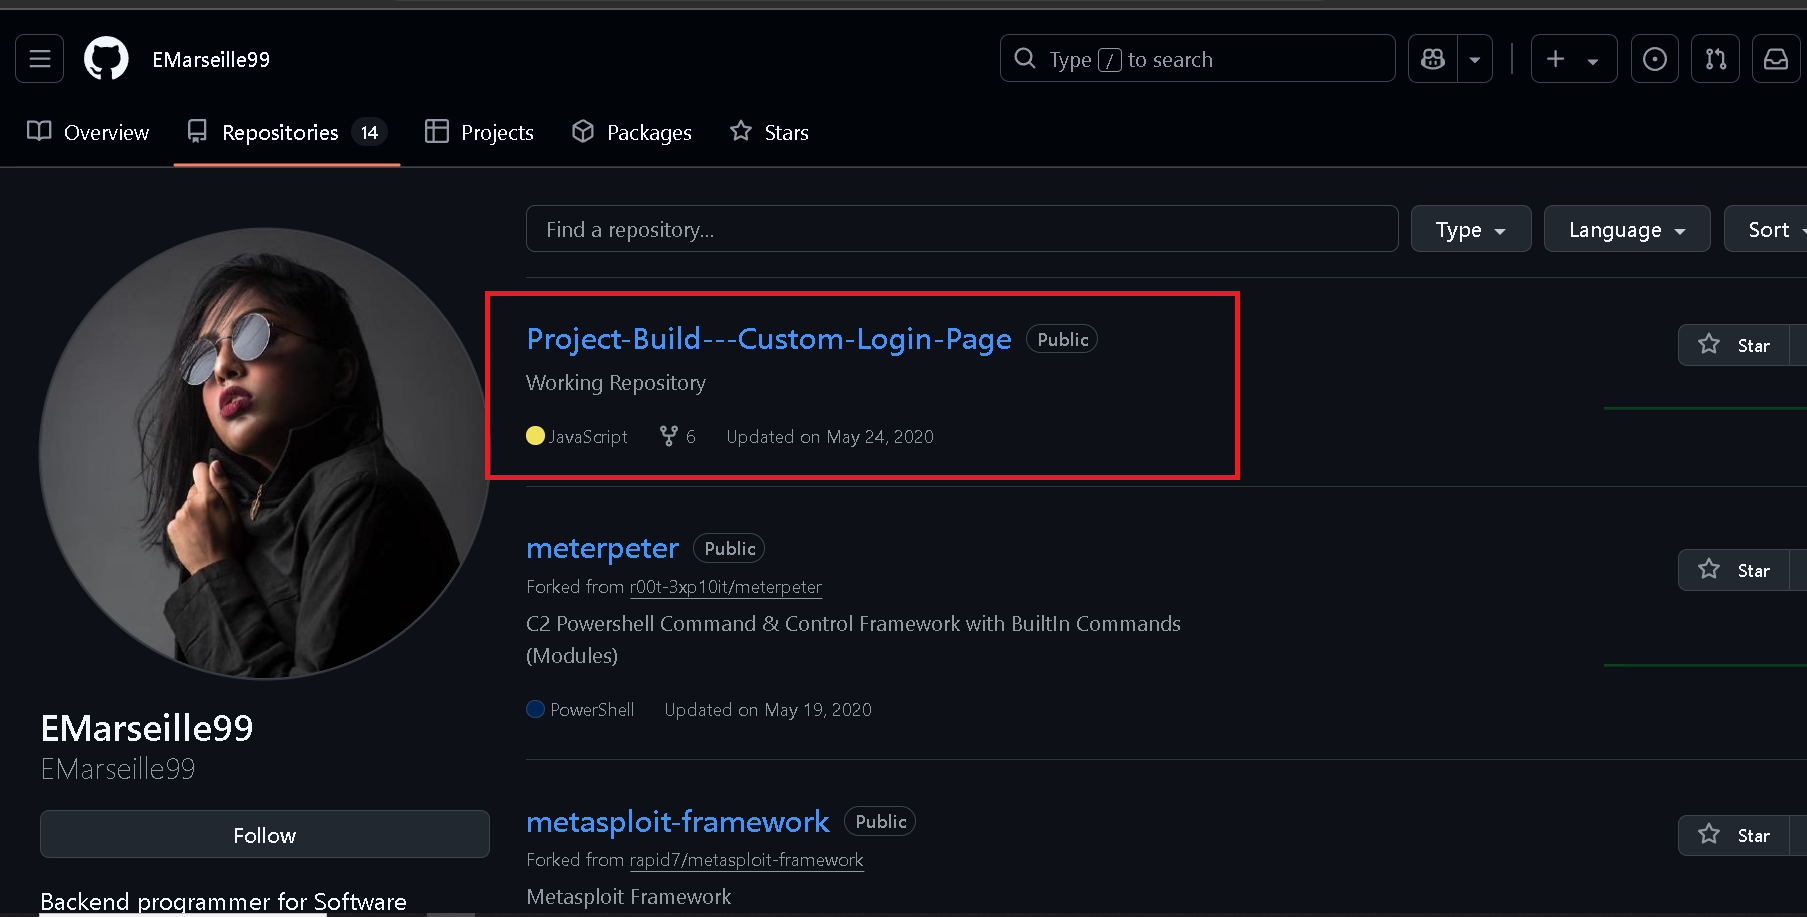 EMarseille99
Type / to search
Overview
Repositories 14
Projects
Packages
Stars
Find a repository...
Type
Language
Sort
Project-Build---Custom-Login-Page Public
Star
Working Repository
JavaScript 6 Updated on May 24, 2020
meterpeter Public
Star
Forked from r00t-3xp10it/meterpeter
C2 Powershell Command & Control Framework with BuiltIn Commands
(Modules)
PowerShell Updated on May 19, 2020
metasploit-framework Public
Star
Forked from rapid7/metasploit-framework
Metasploit Framework
EMarseille99
EMarseille99
Follow
Backend programmer for Software